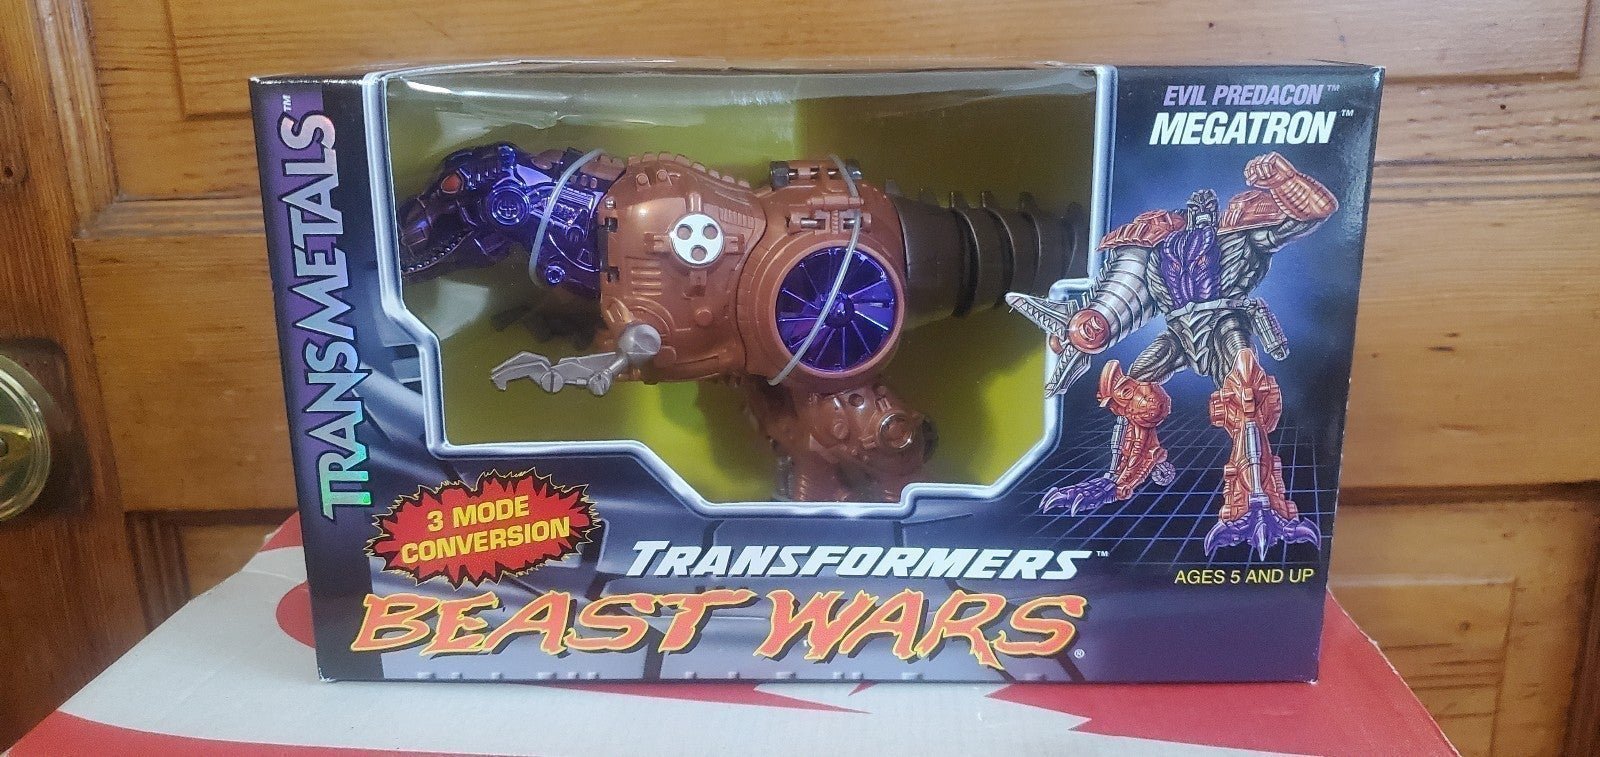 TRANSMETALS™
EVIL PREDACON™
MEGATRON™
3 MODE
CONVERSION
TRANSFORMERS™
BEAST WARS®
AGES 5 AND UP